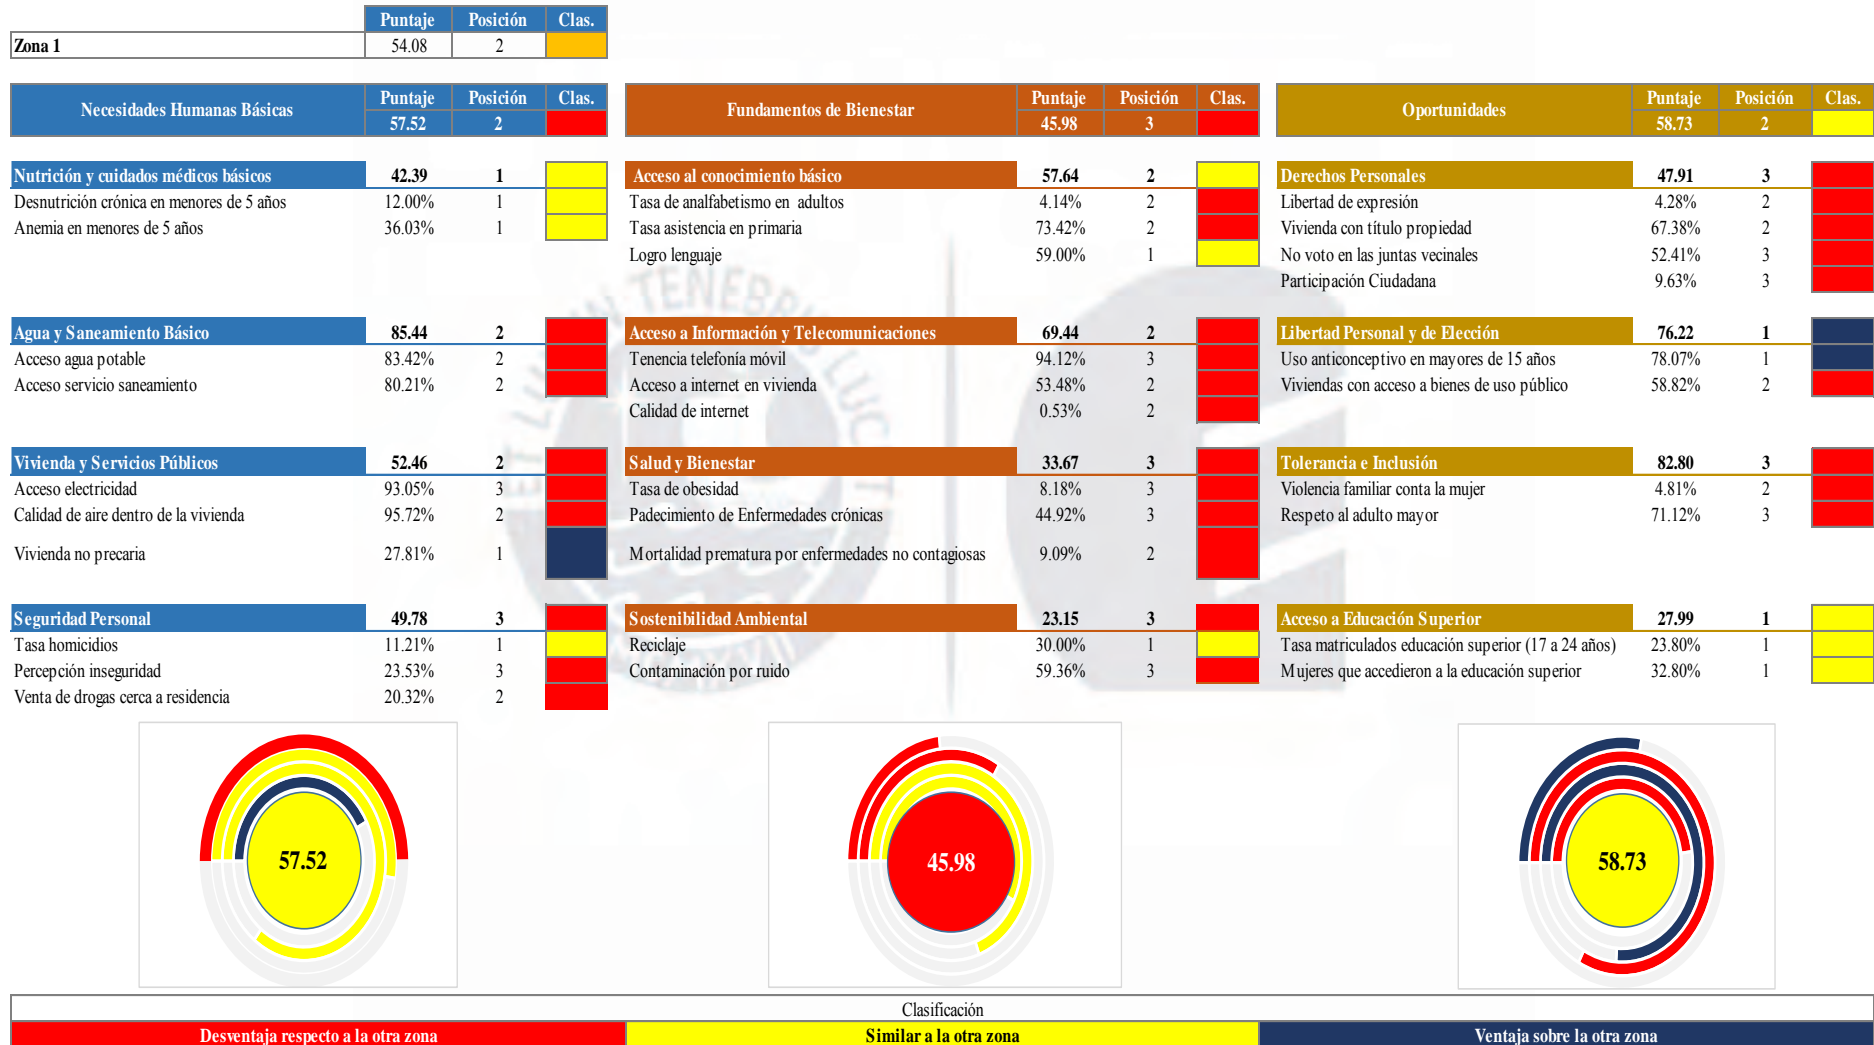 Puntaje Posición Clas.
Zona 1 54.08 2
Necesidades Humanas Básicas Puntaje Posición Clas.
57.52 2
Fundamentos de Bienestar Puntaje Posición Clas.
45.98 3
Oportunidades Puntaje Posición Clas.
58.73 2
Nutrición y cuidados médicos básicos 42.39 1 Acceso al conocimiento básico 57.64 2 Derechos Personales 47.91 3
Desnutrición crónica en menores de 5 años 12.00% 1 Tasa de analfabetismo en adultos 4.14% 2 Libertad de expresión 4.28% 2
Anemia en menores de 5 años 36.03% 1 Tasa asistencia en primaria 73.42% 2 Vivienda con título propiedad 67.38% 2
Logro lenguaje 59.00% 1 No voto en las juntas vecinales 52.41% 3
Participación Ciudadana 9.63% 3
Agua y Saneamiento Básico 85.44 2 Acceso a Información y Telecomunicaciones 69.44 2 Libertad Personal y de Elección 76.22 1
Acceso agua potable 83.42% 2 Tenencia telefonía móvil 94.12% 3 Uso anticonceptivo en mayores de 15 años 78.07% 1
Acceso servicio saneamiento 80.21% 2 Acceso a internet en vivienda 53.48% 2 Viviendas con acceso a bienes de uso público 58.82% 2
Calidad de internet 0.53% 2
Vivienda y Servicios Públicos 52.46 2 Salud y Bienestar 33.67 3 Tolerancia e Inclusión 82.80 3
Acceso electricidad 93.05% 3 Tasa de obesidad 8.18% 3 Violencia familiar conta la mujer 4.81% 2
Calidad de aire dentro de la vivienda 95.72% 2 Padecimiento de Enfermedades crónicas 44.92% 3 Respeto al adulto mayor 71.12% 3
Vivienda no precaria 27.81% 1 Mortalidad prematura por enfermedades no contagiosas 9.09% 2
Seguridad Personal 49.78 3 Sostenibilidad Ambiental 23.15 3 Acceso a Educación Superior 27.99 1
Tasa homicidios 11.21% 1 Reciclaje 30.00% 1 Tasa matriculados educación superior (17 a 24 años) 23.80% 1
Percepción inseguridad 23.53% 3 Contaminación por ruido 59.36% 3 Mujeres que accedieron a la educación superior 32.80% 1
Venta de drogas cerca a residencia 20.32% 2
57.52 45.98 58.73
Clasificación
Desventaja respecto a la otra zona Similar a la otra zona Ventaja sobre la otra zona